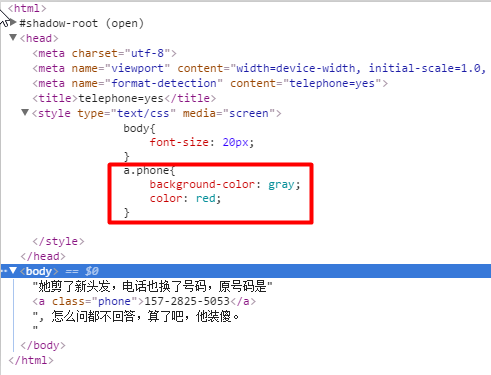 <html>
#shadow-root (open)
<head>
<meta charset="utf-8">
<meta name="viewport" content="width=device-width, initial-scale=1.0,
<meta name="format-detection" content="telephone=yes">
<title>telephone=yes</title>
<style type="text/css" media="screen">
body{
font-size: 20px;
}
a.phone{
background-color: gray;
color: red;
}
</style>
</head>
<body> == $0
"她剪了新头发，电话也换了号码，原号码是"
<a class="phone">157-2825-5053</a>
", 怎么问都不回答，算了吧，他装傻。
"
</body>
</html>